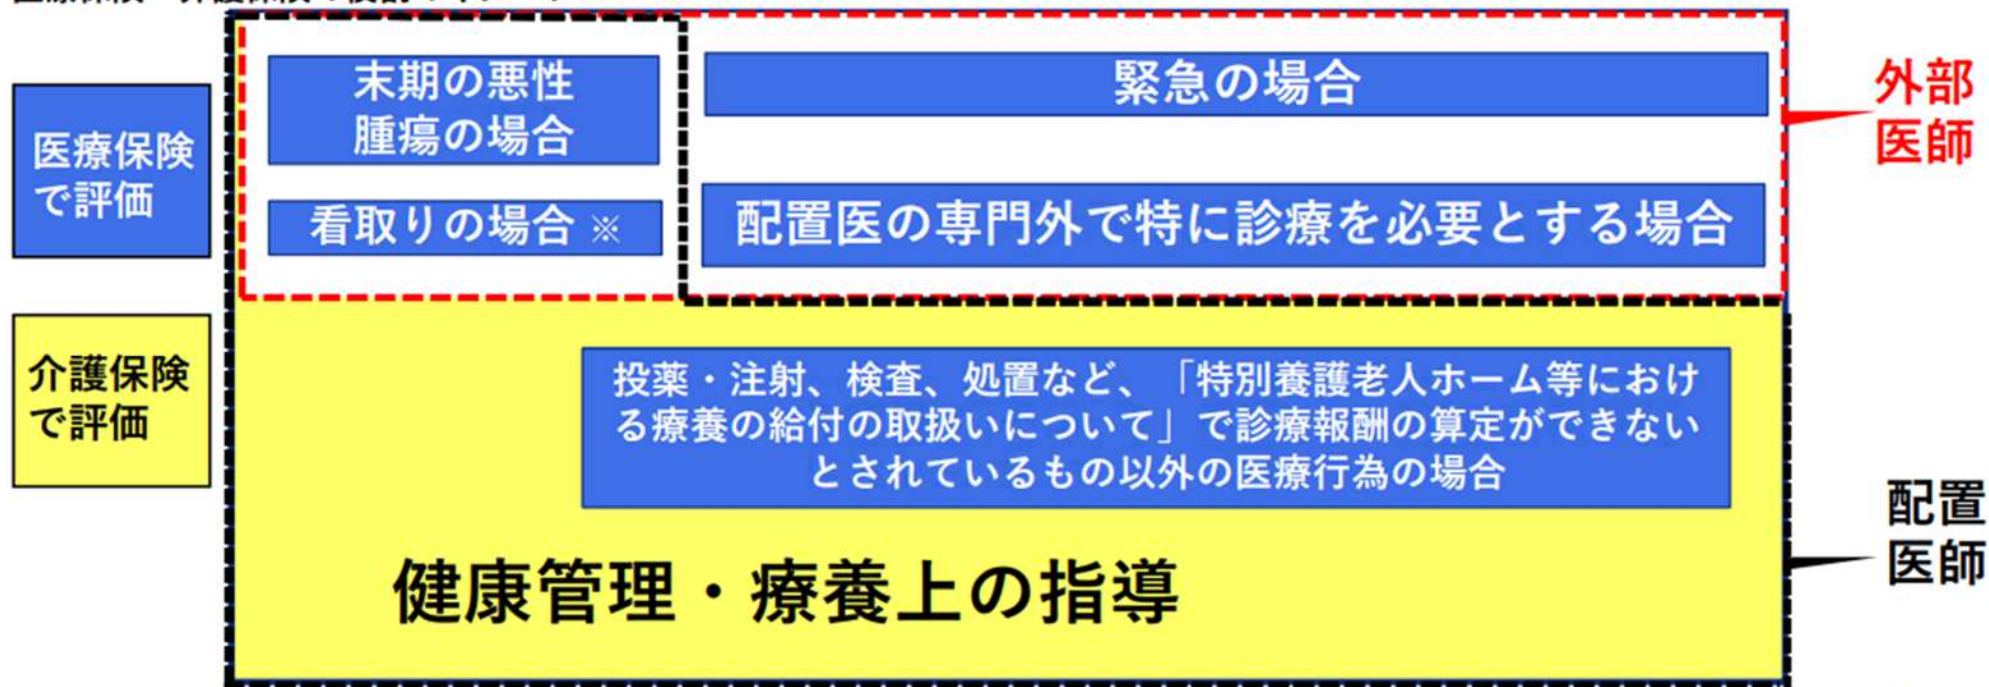 末期の悪性
腫瘍の場合
緊急の場合
外部
医師
医療保険
で評価
看取りの場合 ※
配置医の専門外で特に診療を必要とする場合
介護保険
で評価
投薬・注射、検査、処置など、「特別養護老人ホーム等におけ
る療養の給付の取扱いについて」で診療報酬の算定ができない
とされているもの以外の医療行為の場合
配置
医師
健康管理・療養上の指導